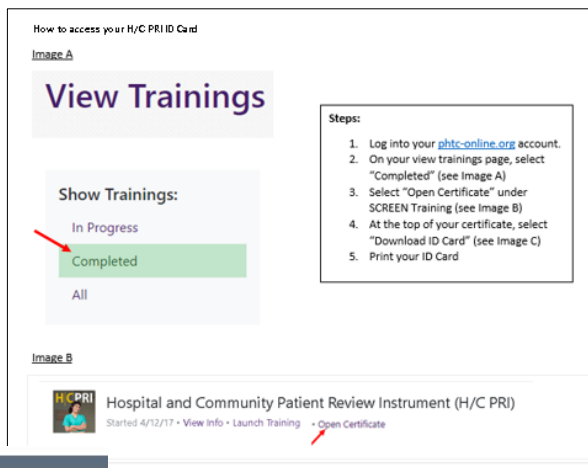 How to access your H/C PRI ID Card
Image A
View Trainings
Show Trainings:
In Progress
Completed
All
Steps:
1. Log into your phtc-online.org account.
2. On your view trainings page, select
"Completed" (see Image A)
3. Select "Open Certificate" under
SCREEN Training (see Image B)
4. At the top of your certificate, select
"Download ID Card" (see Image C)
5. Print your ID Card
Image B
H/CPRI
Hospital and Community Patient Review Instrument (H/C PRI)
Started 4/12/17 • View Info • Launch Training • Open Certificate